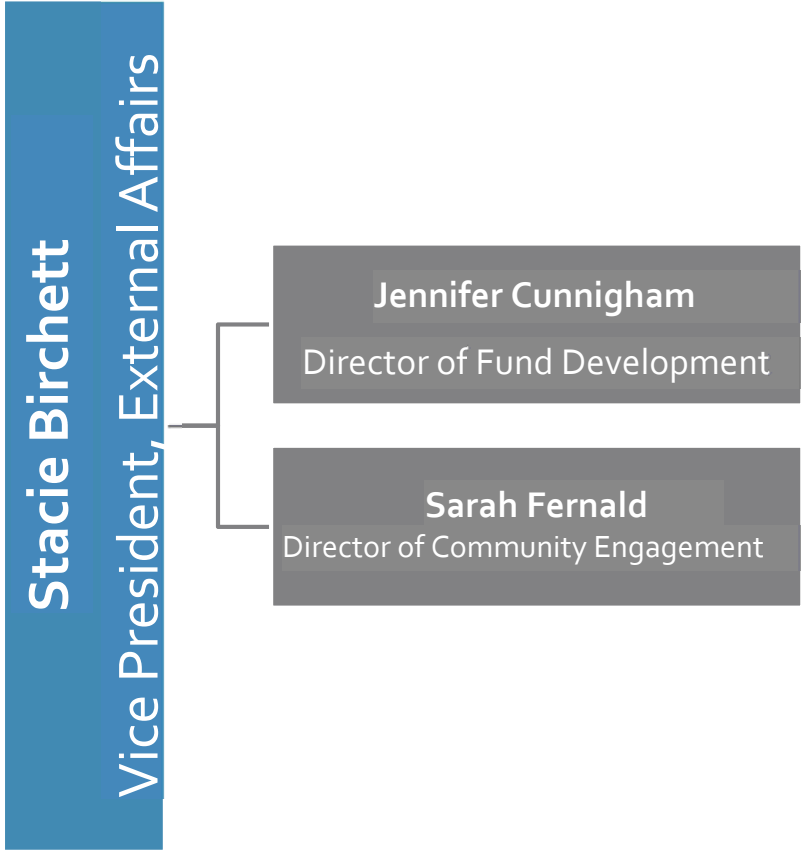 Stacie Birchett
Vice President, External Affairs
Jennifer Cunnigham
Director of Fund Development
Sarah Fernald
Director of Community Engagement